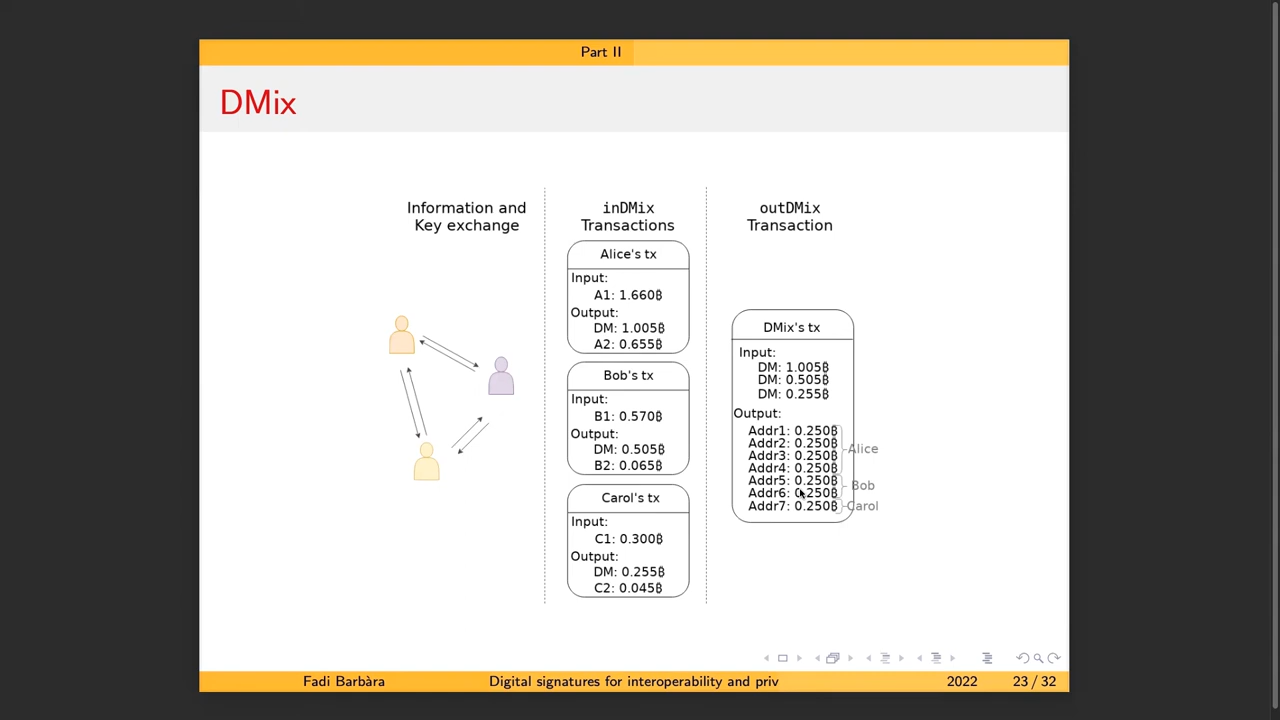 Part II
DMix
Information and
Key exchange
inDMix
Transactions
Alice's tx
Input:
A1: 1.660฿
Output:
DM: 1.005฿
A2: 0.655฿
Bob's tx
Input:
B1: 0.570฿
Output:
DM: 0.505฿
B2: 0.065฿
Carol's tx
Input:
C1: 0.300฿
Output:
DM: 0.255฿
C2: 0.045฿
outDMix
Transaction
DMix's tx
Input:
DM: 1.005฿
DM: 0.505฿
DM: 0.255฿
Output:
Addr1: 0.250฿
Addr2: 0.250฿
Addr3: 0.250฿
Addr4: 0.250฿
Addr5: 0.250฿
Addr6: 0.250฿
Addr7: 0.250฿
Alice
Bob
Carol
Fadi Barbàra Digital signatures for interoperability and priv 2022 23 / 32